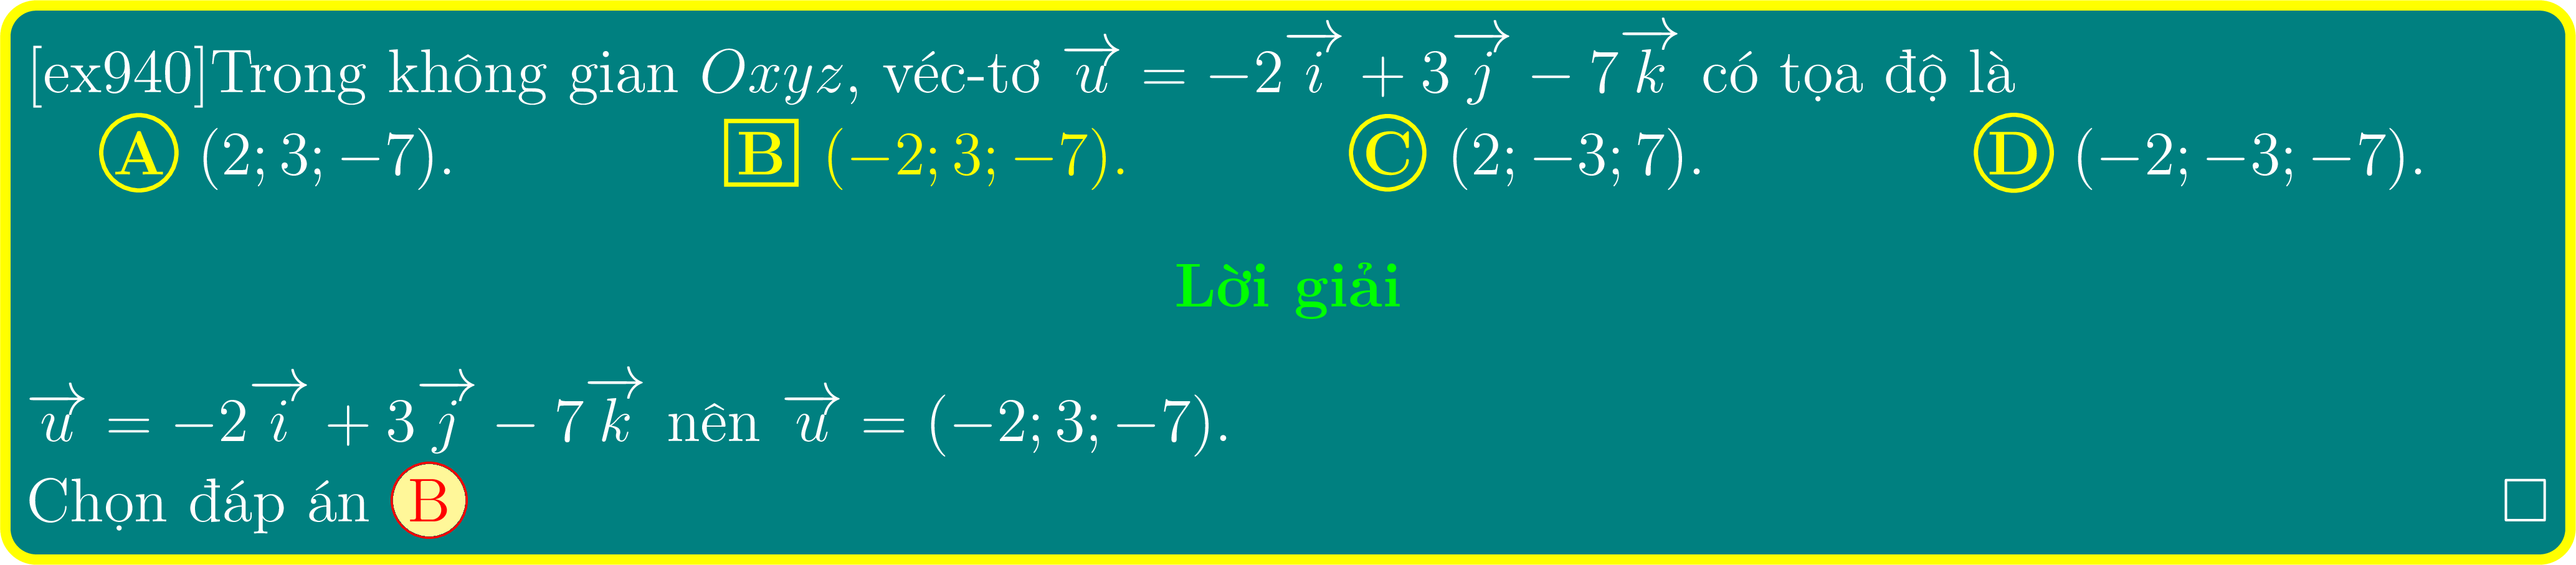 [ex940]Trong không gian $Oxyz$, véc-tơ $\overrightarrow{u} = -2\overrightarrow{i} + 3\overrightarrow{j} - 7\overrightarrow{k}$ có tọa độ là
A (2; 3; −7). B (−2; 3; −7). C (2; −3; 7). D (−2; −3; −7).
Lời giải
$\overrightarrow{u} = -2\overrightarrow{i} + 3\overrightarrow{j} - 7\overrightarrow{k}$ nên $\overrightarrow{u} = (-2; 3; -7)$.
Chọn đáp án B □